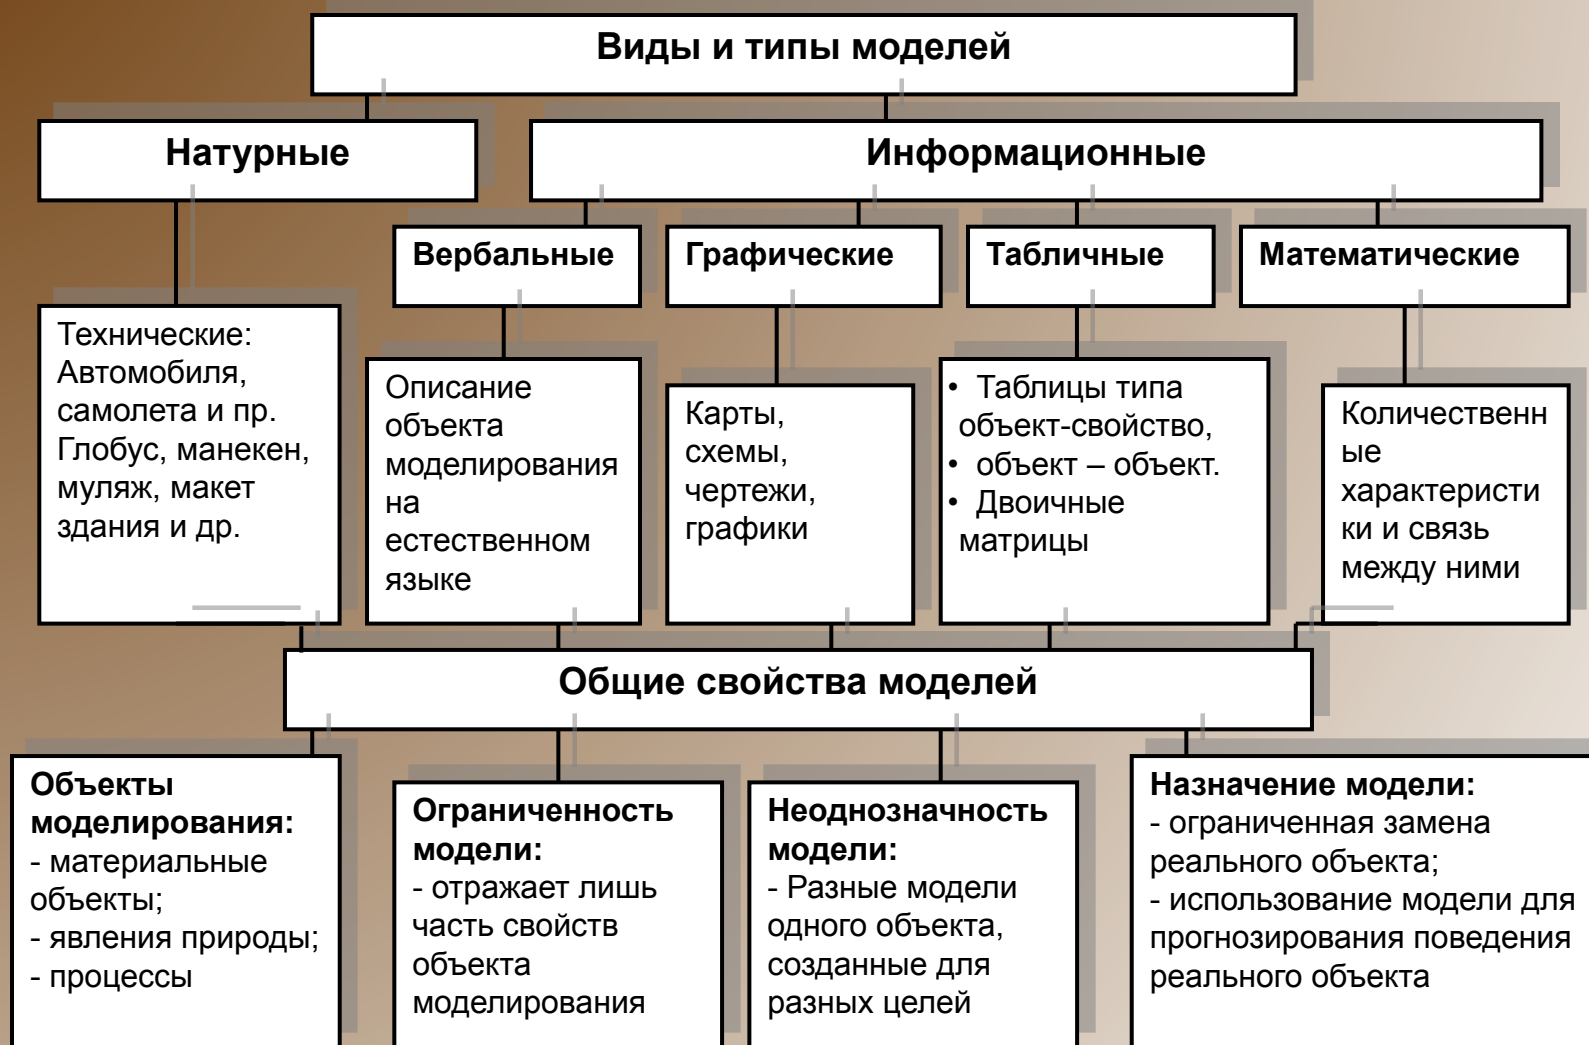 Виды и типы моделей
Натурные
Информационные
Вербальные
Графические
Табличные
Математические
Технические:
Автомобиля,
самолета и пр.
Глобус, манекен,
муляж, макет
здания и др.
Описание
объекта
моделирования
на
естественном
языке
Карты,
схемы,
чертежи,
графики
• Таблицы типа
объект-свойство,
• объект – объект.
• Двоичные
матрицы
Количественн
ые
характеристи
ки и связь
между ними
Общие свойства моделей
Объекты
моделирования:
- материальные
объекты;
- явления природы;
- процессы
Ограниченность
модели:
- отражает лишь
часть свойств
объекта
моделирования
Неоднозначность
модели:
- Разные модели
одного объекта,
созданные для
разных целей
Назначение модели:
- ограниченная замена
реального объекта;
- использование модели для
прогнозирования поведения
реального объекта